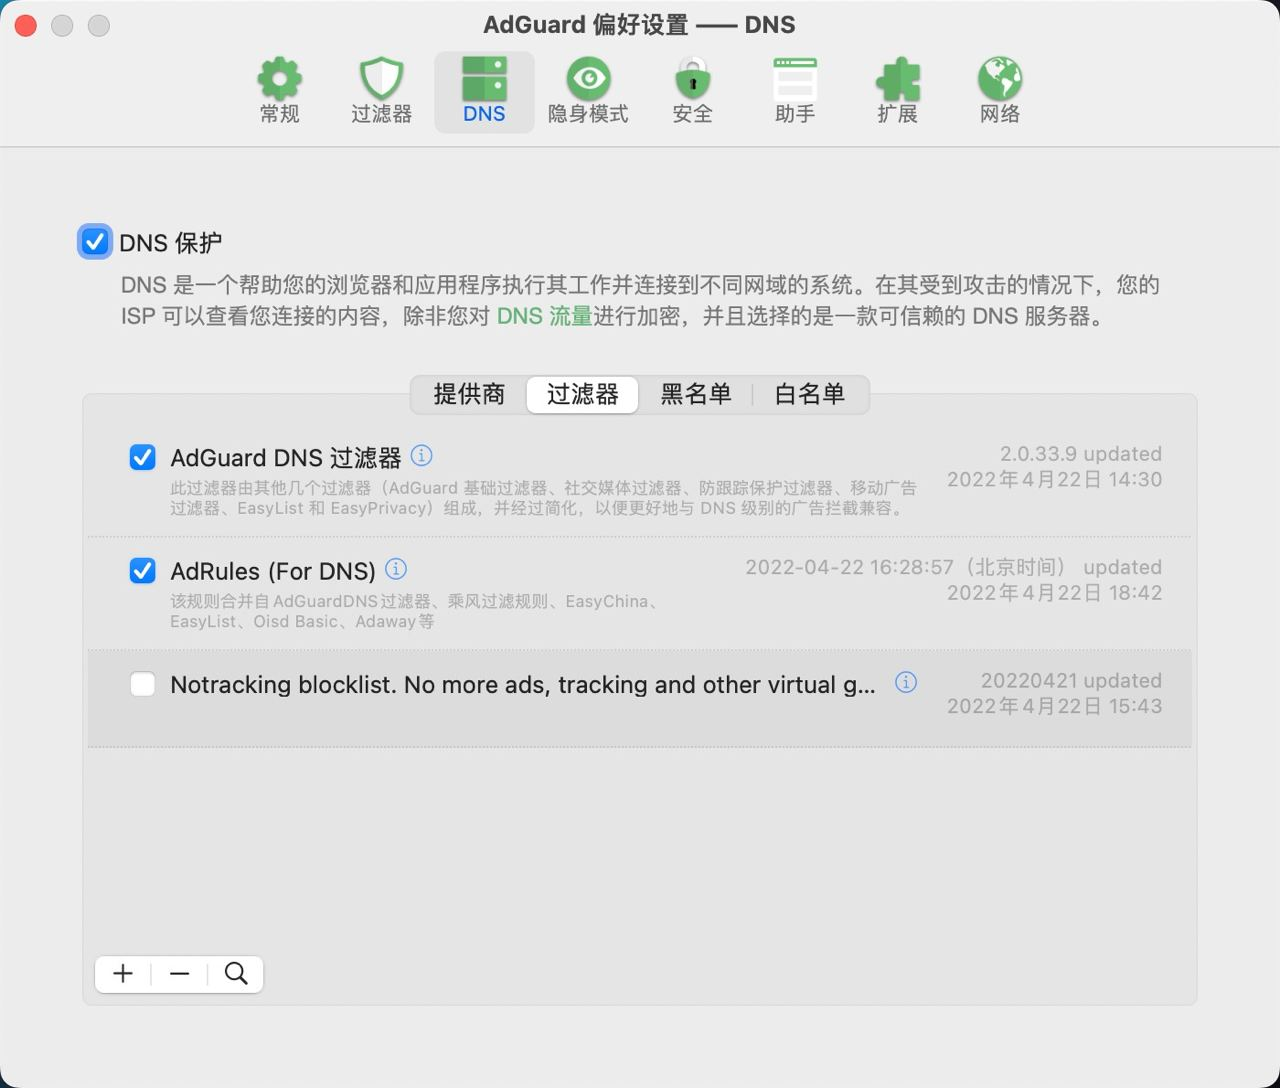 AdGuard 偏好设置 —— DNS
常规
过滤器
DNS
隐身模式
安全
助手
扩展
网络
DNS 保护
DNS 是一个帮助您的浏览器和应用程序执行其工作并连接到不同网域的系统。在其受到攻击的情况下，您的
ISP 可以查看您连接的内容，除非您对 DNS 流量进行加密，并且选择的是一款可信赖的 DNS 服务器。
提供商
过滤器
黑名单
白名单
AdGuard DNS 过滤器
2.0.33.9 updated
2022年4月22日 14:30
此过滤器由其他几个过滤器（AdGuard 基础过滤器、社交媒体过滤器、防跟踪保护过滤器、移动广告
过滤器、EasyList 和 EasyPrivacy）组成，并经过简化，以便更好地与 DNS 级别的广告拦截兼容。
AdRules (For DNS)
2022-04-22 16:28:57（北京时间） updated
2022年4月22日 18:42
该规则合并自AdGuardDNS过滤器、乘风过滤规则、EasyChina、
EasyList、Oisd Basic、Adaway等
Notracking blocklist. No more ads, tracking and other virtual g...
20220421 updated
2022年4月22日 15:43